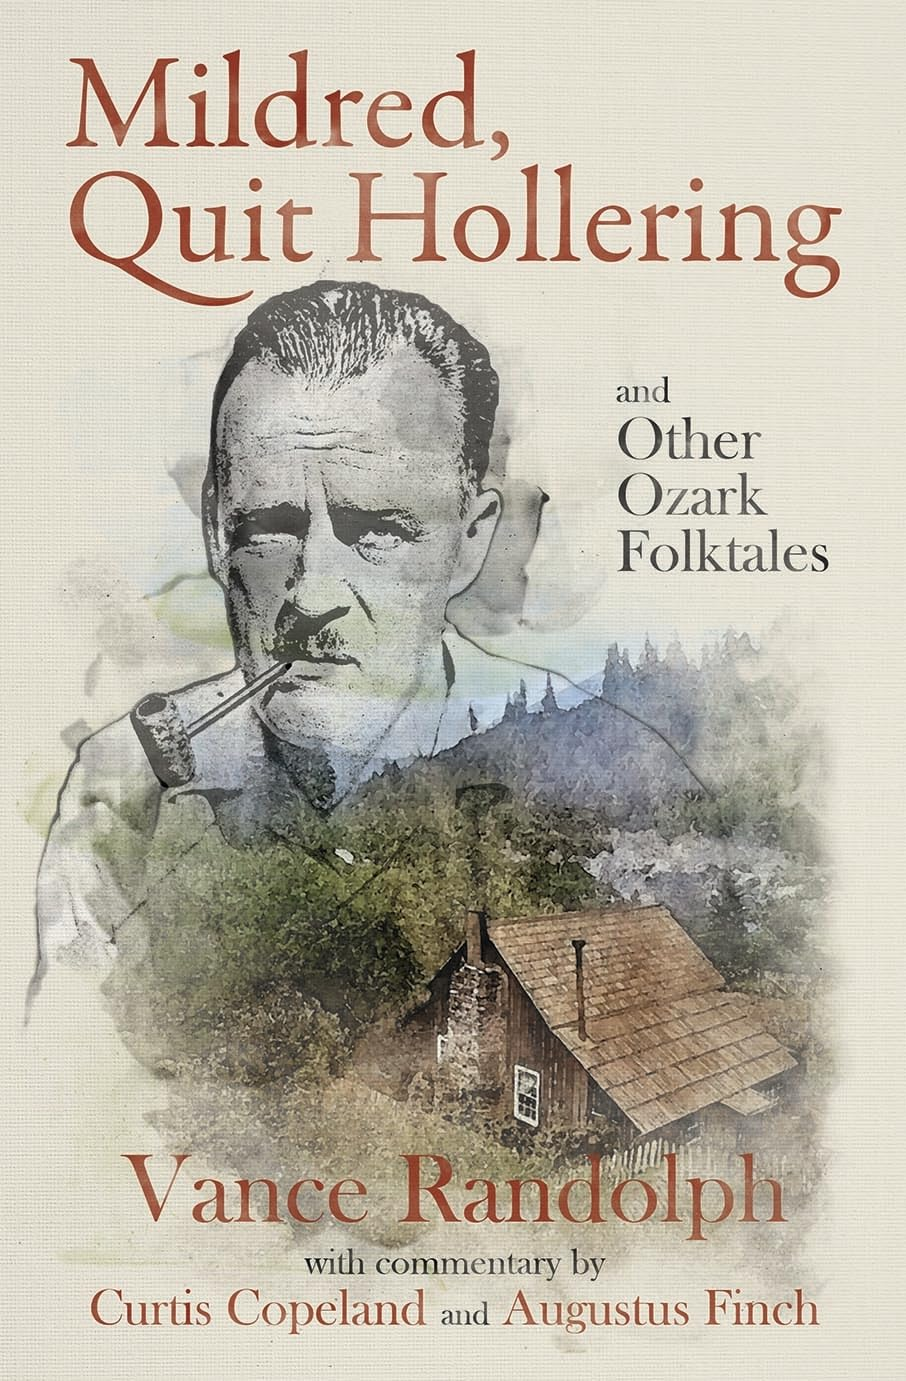 Mildred,
Quit Hollering
and
Other
Ozark
Folktales
Vance Randolph
with commentary by
Curtis Copeland and Augustus Finch